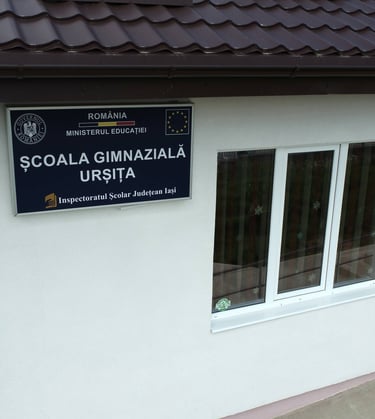 ROMÂNIA
MINISTERUL EDUCAȚIEI
ȘCOALA GIMNAZIALĂ
URȘIȚA
Inspectoratul Școlar Județean Iași